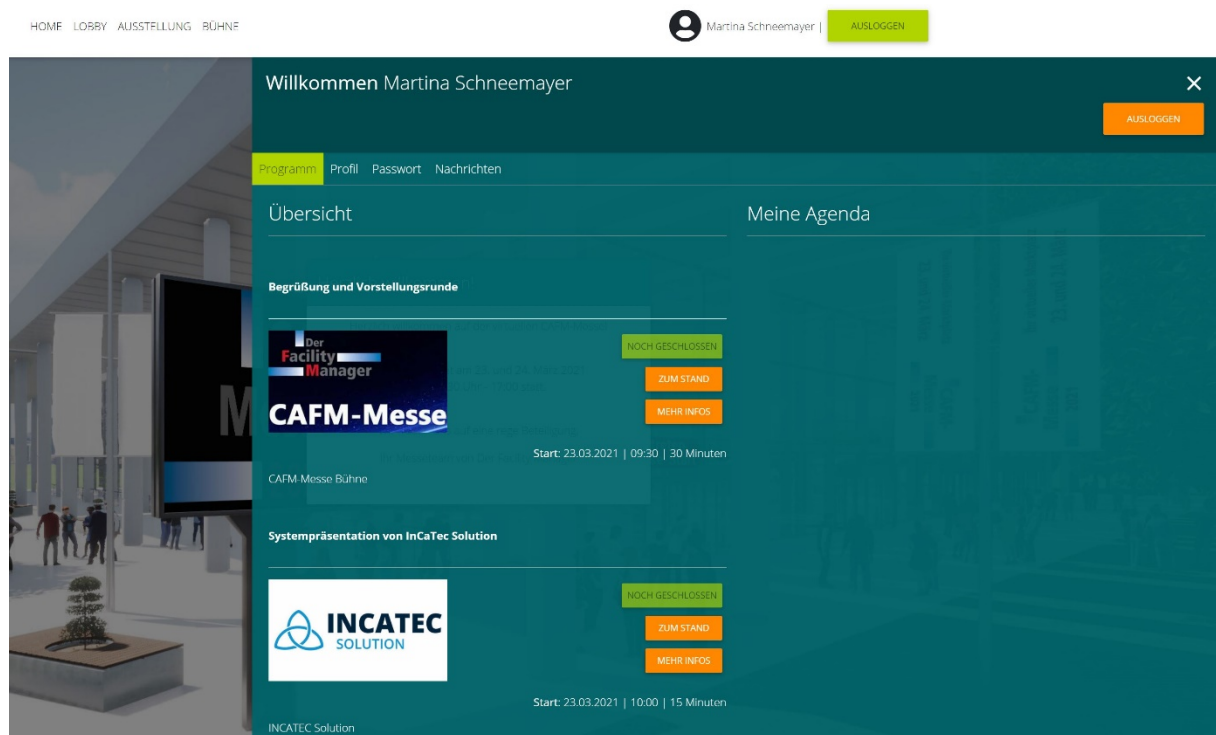 HOME LOBBY AUSSTELLUNG BÜHNE
Martina Schneemayer |
AUSLOGGEN
Willkommen Martina Schneemayer
AUSLOGGEN
Programm Profil Passwort Nachrichten
Übersicht
Meine Agenda
Begrüßung und Vorstellungsrunde
Der
Facility
Manager
CAFM-Messe
NOCH GESCHLOSSEN
ZUM STAND
MEHR INFOS
Start: 23.03.2021 | 09:30 | 30 Minuten
CAFM-Messe Bühne
Systempräsentation von InCaTec Solution
INCATEC
SOLUTION
NOCH GESCHLOSSEN
ZUM STAND
MEHR INFOS
Start: 23.03.2021 | 10:00 | 15 Minuten
INCATEC Solution